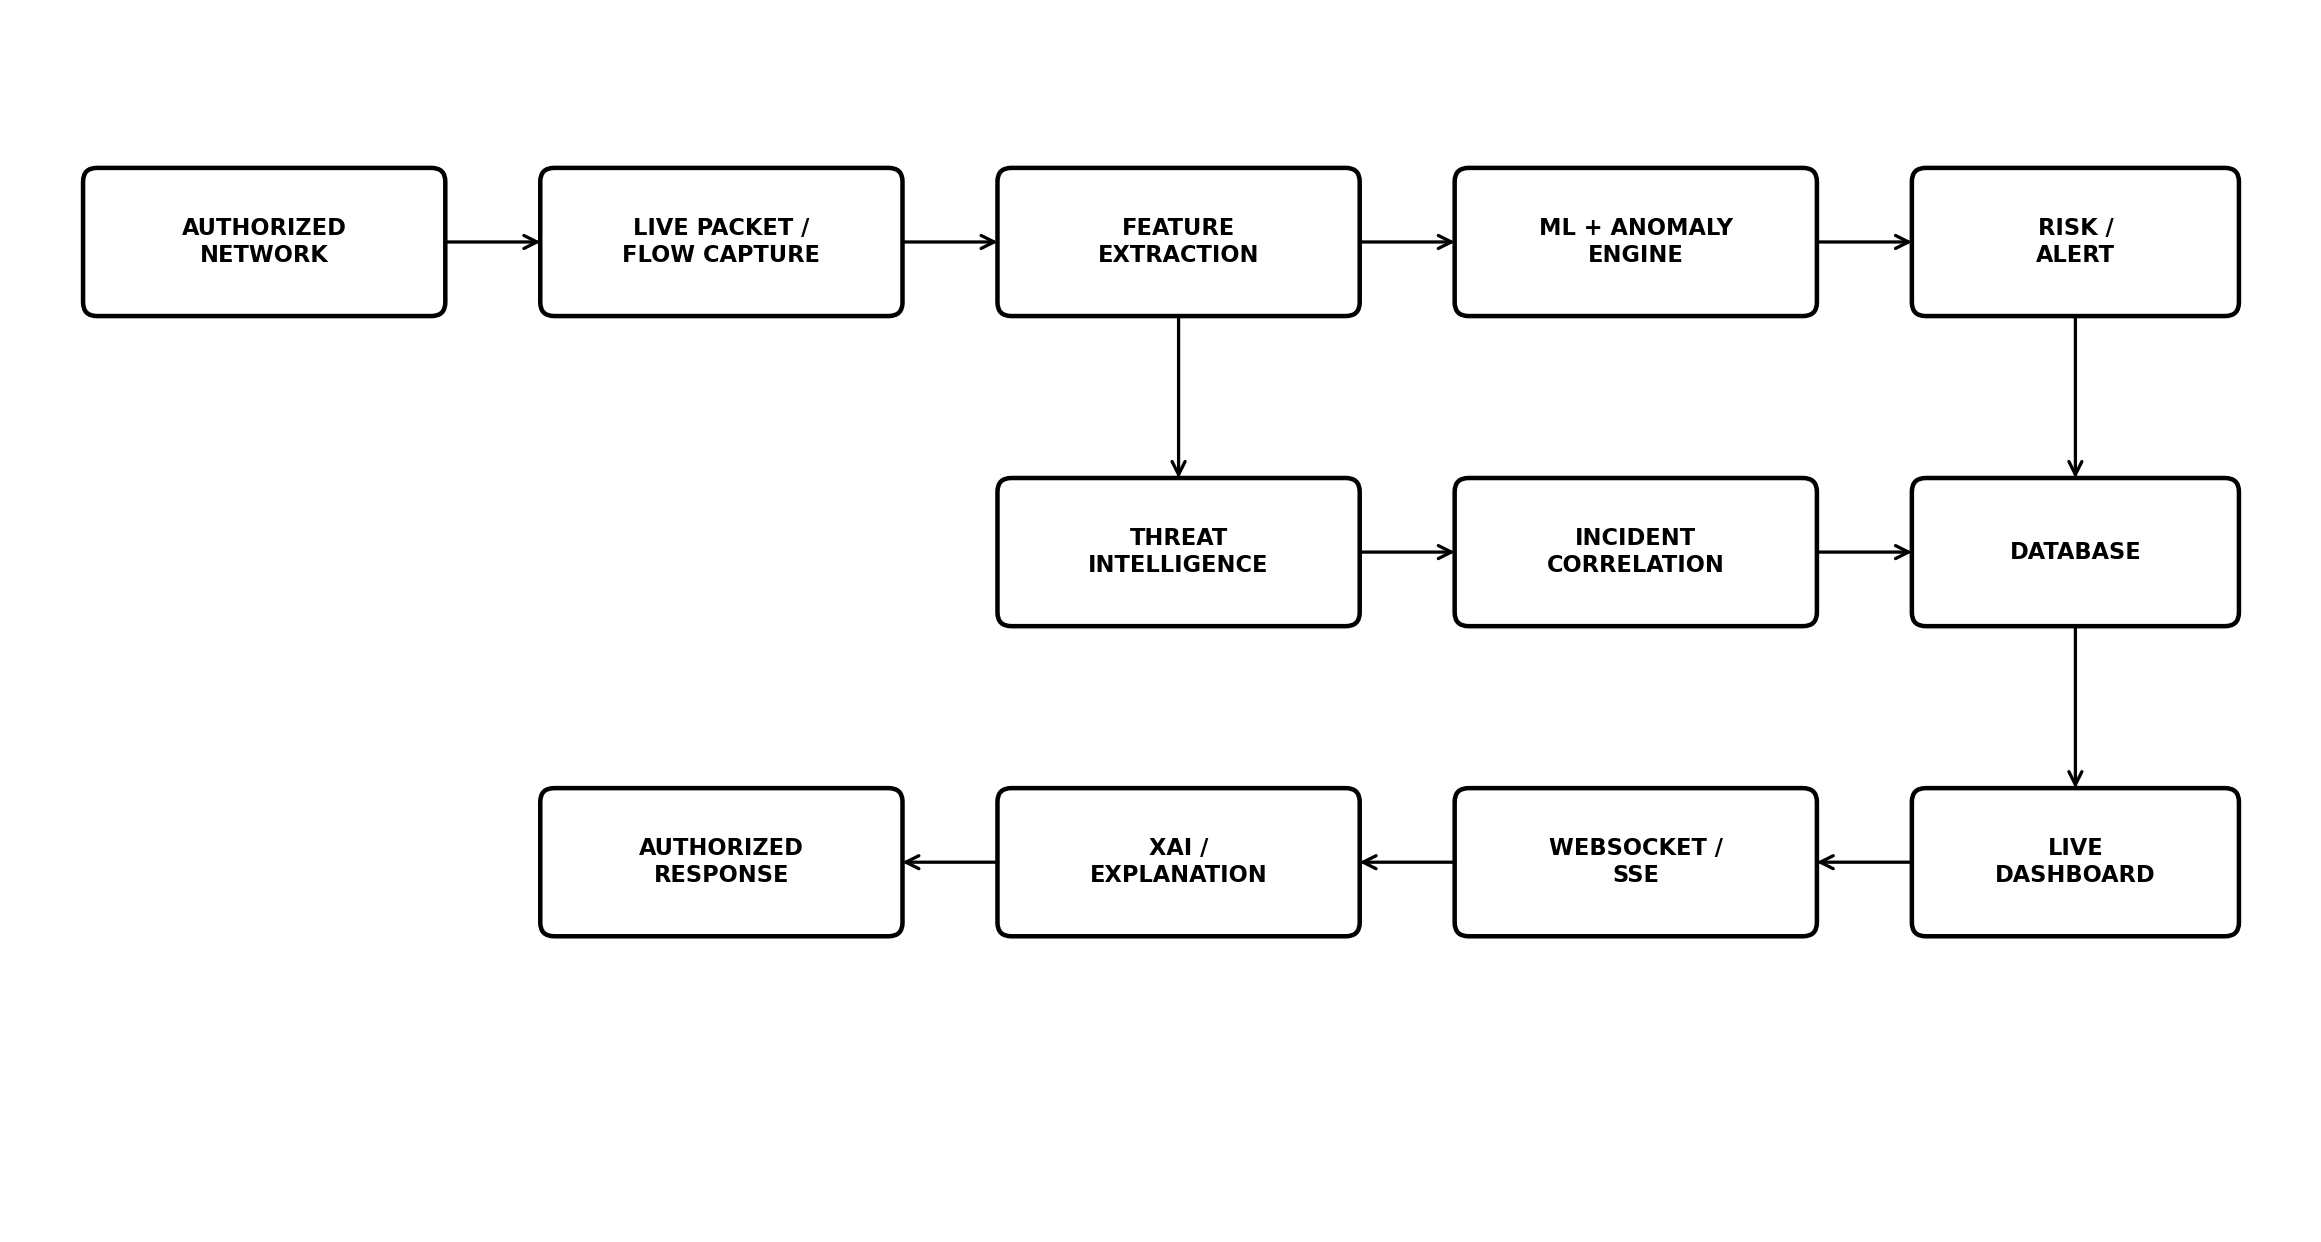 AUTHORIZED
NETWORK
LIVE PACKET /
FLOW CAPTURE
FEATURE
EXTRACTION
ML + ANOMALY
ENGINE
RISK /
ALERT
THREAT
INTELLIGENCE
INCIDENT
CORRELATION
DATABASE
AUTHORIZED
RESPONSE
XAI /
EXPLANATION
WEBSOCKET /
SSE
LIVE
DASHBOARD